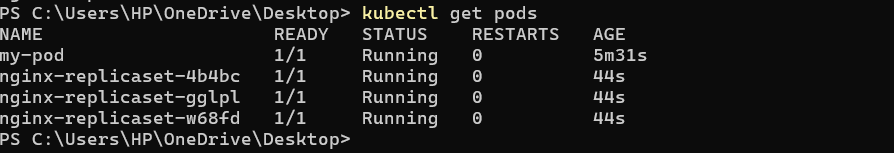 PS C:\Users\HP\OneDrive\Desktop> kubectl get pods
NAME                     READY   STATUS    RESTARTS   AGE
my-pod                   1/1     Running   0          5m31s
nginx-replicaset-4b4bc   1/1     Running   0          44s
nginx-replicaset-gglpl   1/1     Running   0          44s
nginx-replicaset-w68fd   1/1     Running   0          44s
PS C:\Users\HP\OneDrive\Desktop>